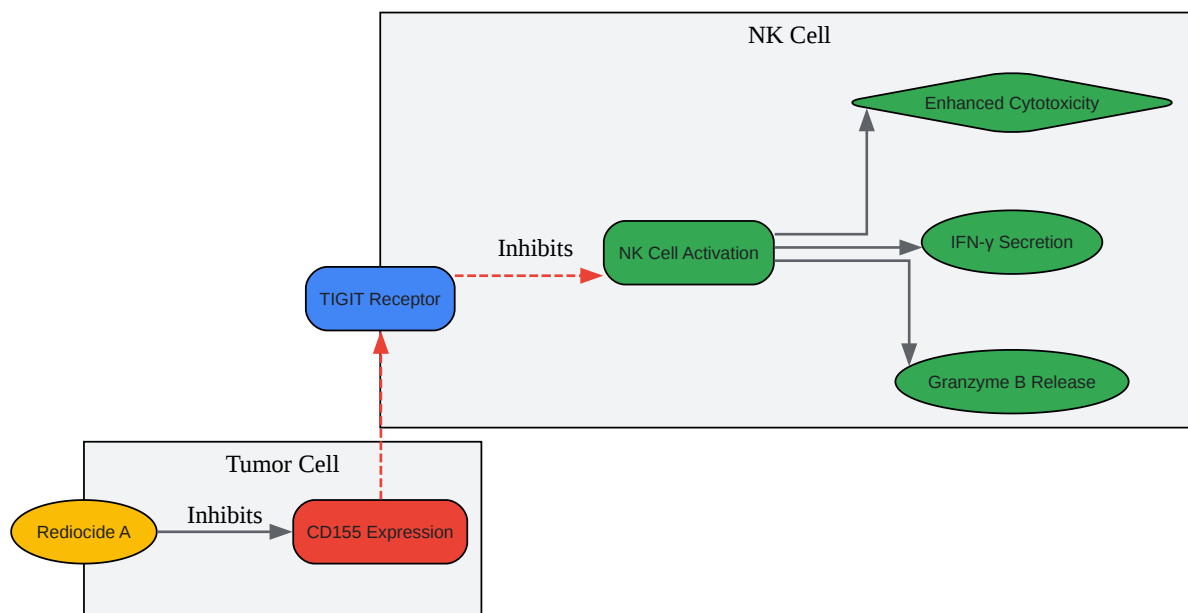 NK Cell
Enhanced Cytotoxicity
Inhibits
NK Cell Activation
IFN-γ Secretion
TIGIT Receptor
Granzyme B Release
Tumor Cell
Rediocide A
Inhibits
CD155 Expression